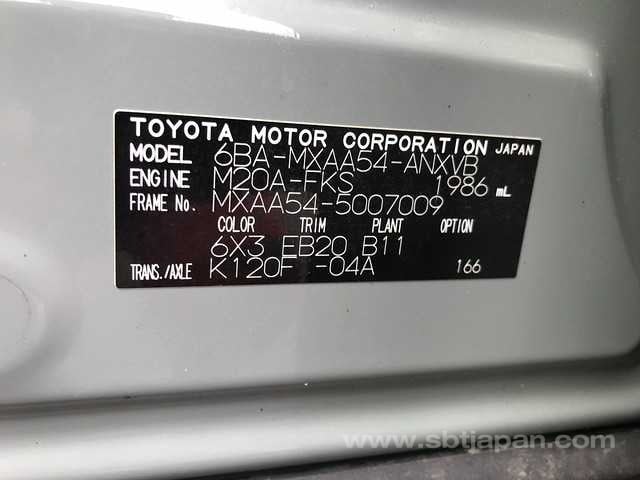 TOYOTA MOTOR CORPORATION JAPAN
MODEL 6BA-MXAA54-ANXVB
ENGINE M20A-FKS 1986 mL
FRAME No. MXAA54-5007009
COLOR TRIM PLANT OPTION
6X3 EB20 B11
TRANS./AXLE K120F -04A 166
www.sbtjapan.com